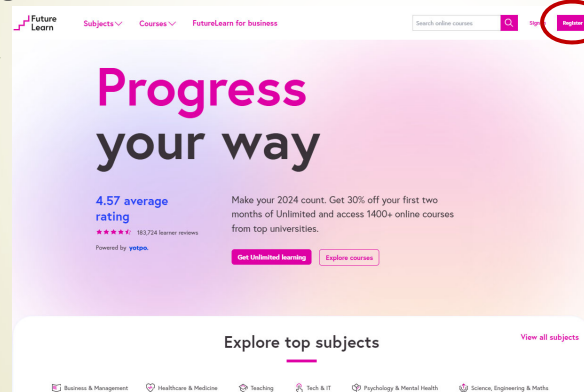 Future
Learn
Subjects
Courses
FutureLearn for business
Search online courses
Register
Progress
your way
4.57 average
rating
183,724 learner reviews
Powered by yotpo.
Make your 2024 count. Get 30% off your first two
months of Unlimited and access 1400+ online courses
from top universities.
Get Unlimited learning
Explore courses
Explore top subjects
View all subjects
Business & Management
Healthcare & Medicine
Teaching
Tech & IT
Psychology & Mental Health
Science, Engineering & Maths